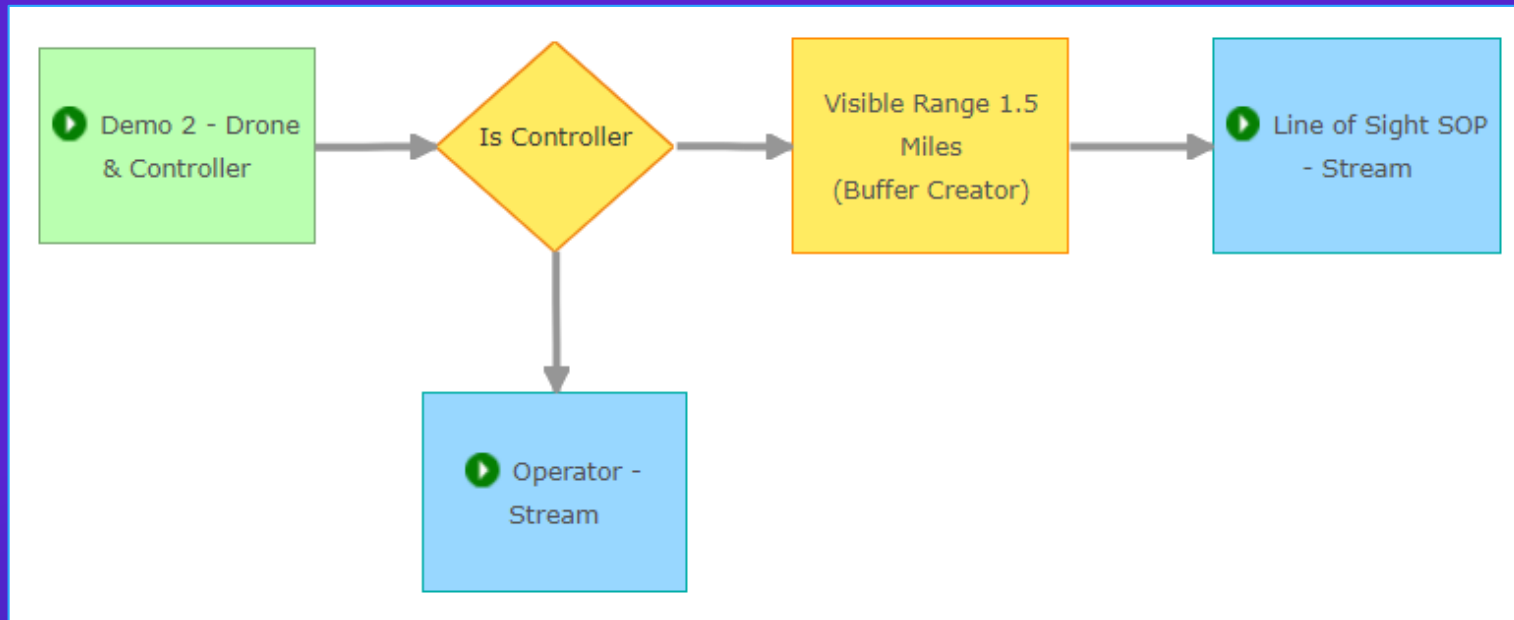 Demo 2 - Drone
& Controller
Is Controller
Visible Range 1.5
Miles
(Buffer Creator)
Line of Sight SOP
- Stream
Operator -
Stream